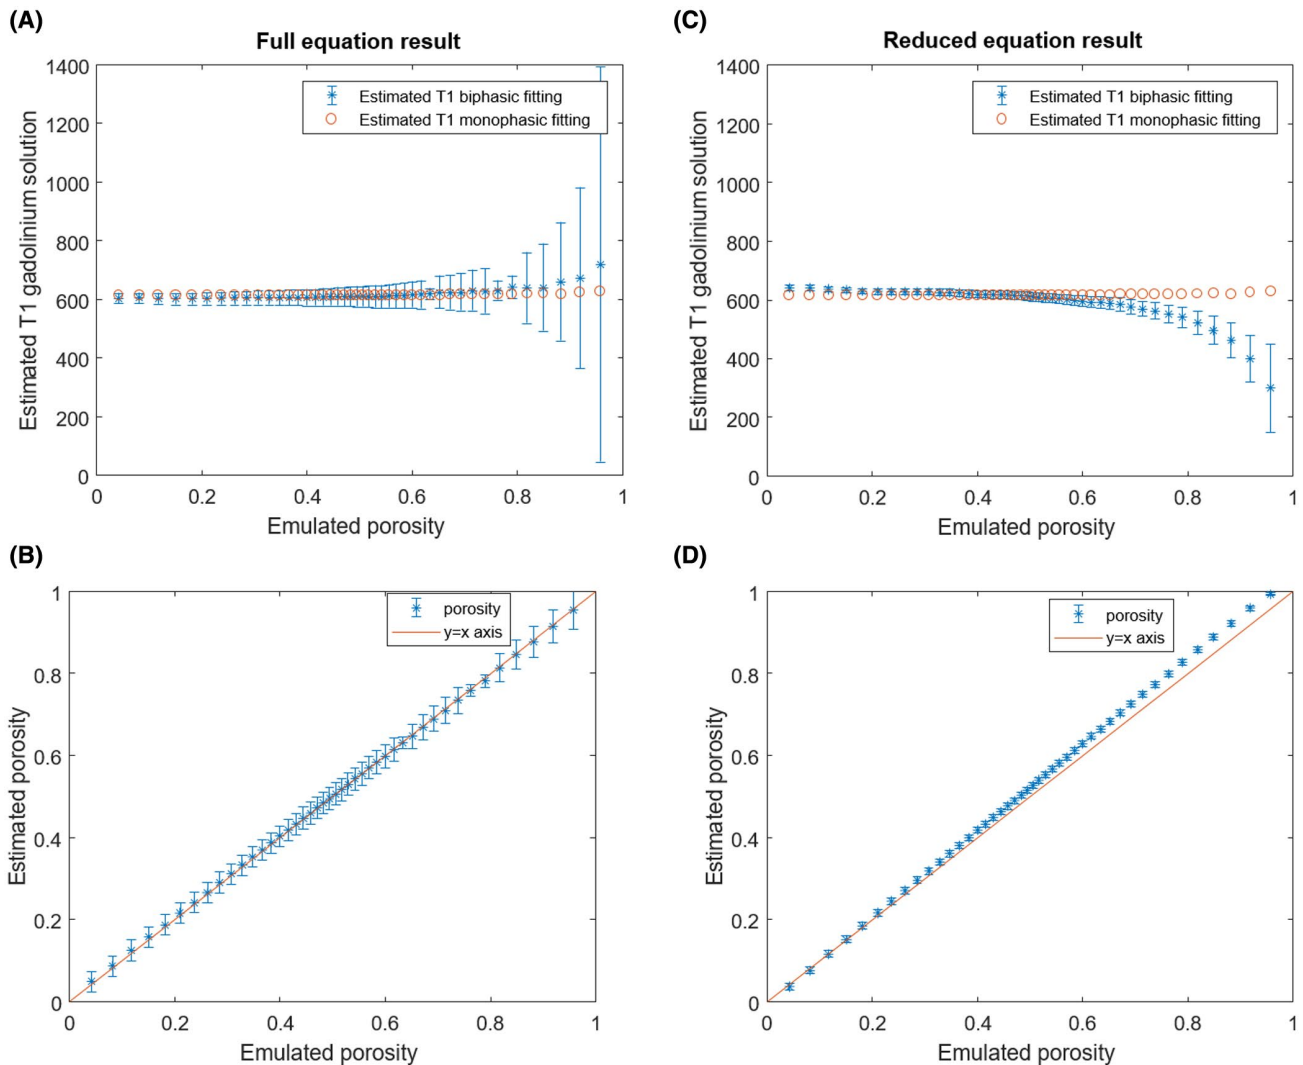 (A)
Full equation result
1400
1200
1000
800
600
400
200
0
Estimated T1 gadolinium solution
Estimated T1 biphasic fitting
Estimated T1 monophasic fitting
0 0.2 0.4 0.6 0.8 1
Emulated porosity
(C)
Reduced equation result
1400
1200
1000
800
600
400
200
0
Estimated T1 gadolinium solution
Estimated T1 biphasic fitting
Estimated T1 monophasic fitting
0 0.2 0.4 0.6 0.8 1
Emulated porosity
(B)
1
0.8
0.6
0.4
0.2
0
Estimated porosity
porosity
y=x axis
0 0.2 0.4 0.6 0.8 1
Emulated porosity
(D)
1
0.8
0.6
0.4
0.2
0
Estimated porosity
porosity
y=x axis
0 0.2 0.4 0.6 0.8 1
Emulated porosity